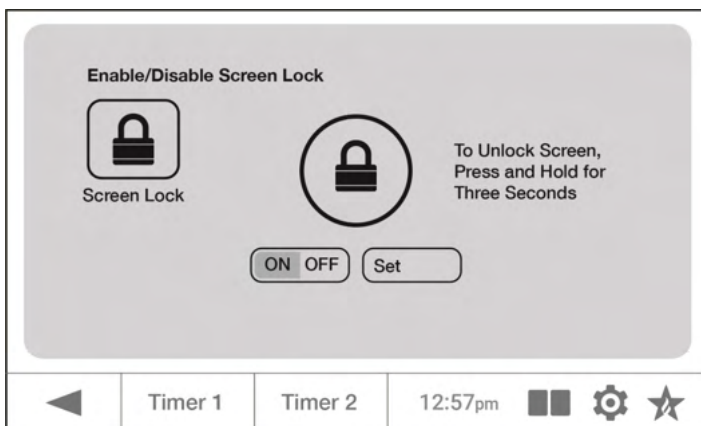 Enable/Disable Screen Lock
Screen Lock
To Unlock Screen,
Press and Hold for
Three Seconds
ON OFF
Set
Timer 1
Timer 2
12:57pm